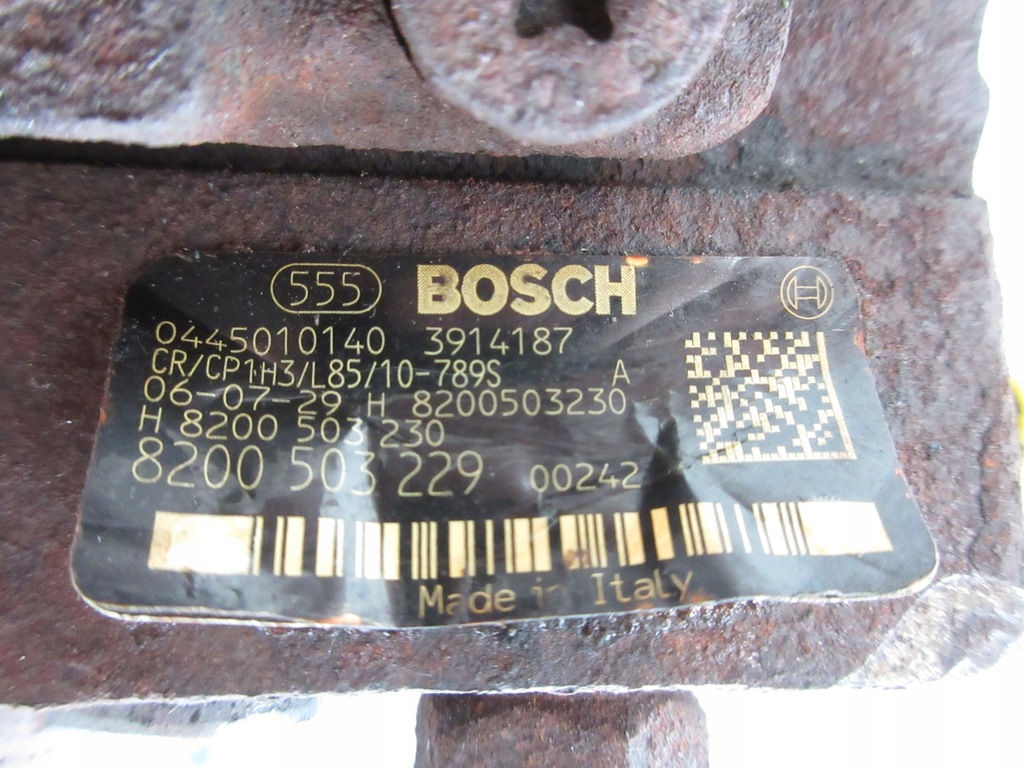 555 BOSCH
0445010140 3914187
CR/CP1H3/L85/10-789S A
06-07-29 H 8200503230
H 8200 503 230
8200 503 229 00242
Made in Italy